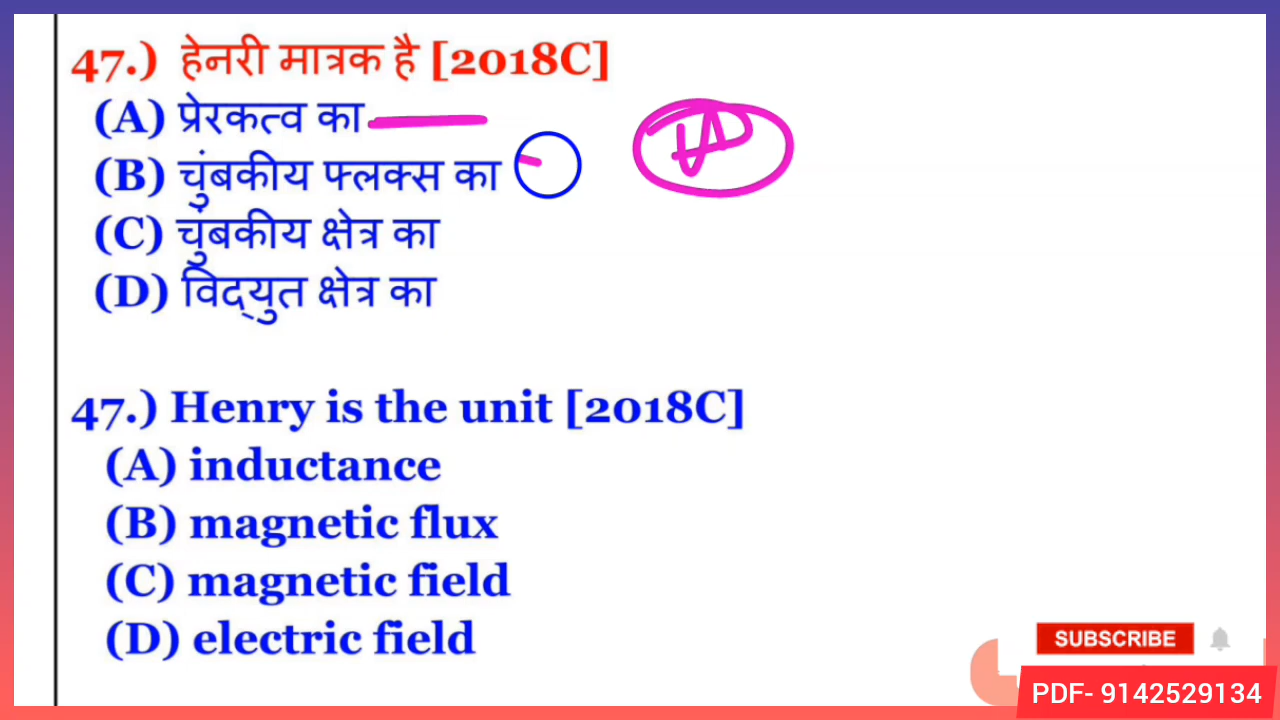 47.) हेनरी मात्रक है [2018C]
(A) प्रेरकत्व का
(B) चुंबकीय फ्लक्स का
(C) चुंबकीय क्षेत्र का
(D) विद्युत क्षेत्र का
47.) Henry is the unit [2018C]
(A) inductance
(B) magnetic flux
(C) magnetic field
(D) electric field
SUBSCRIBE
PDF- 9142529134